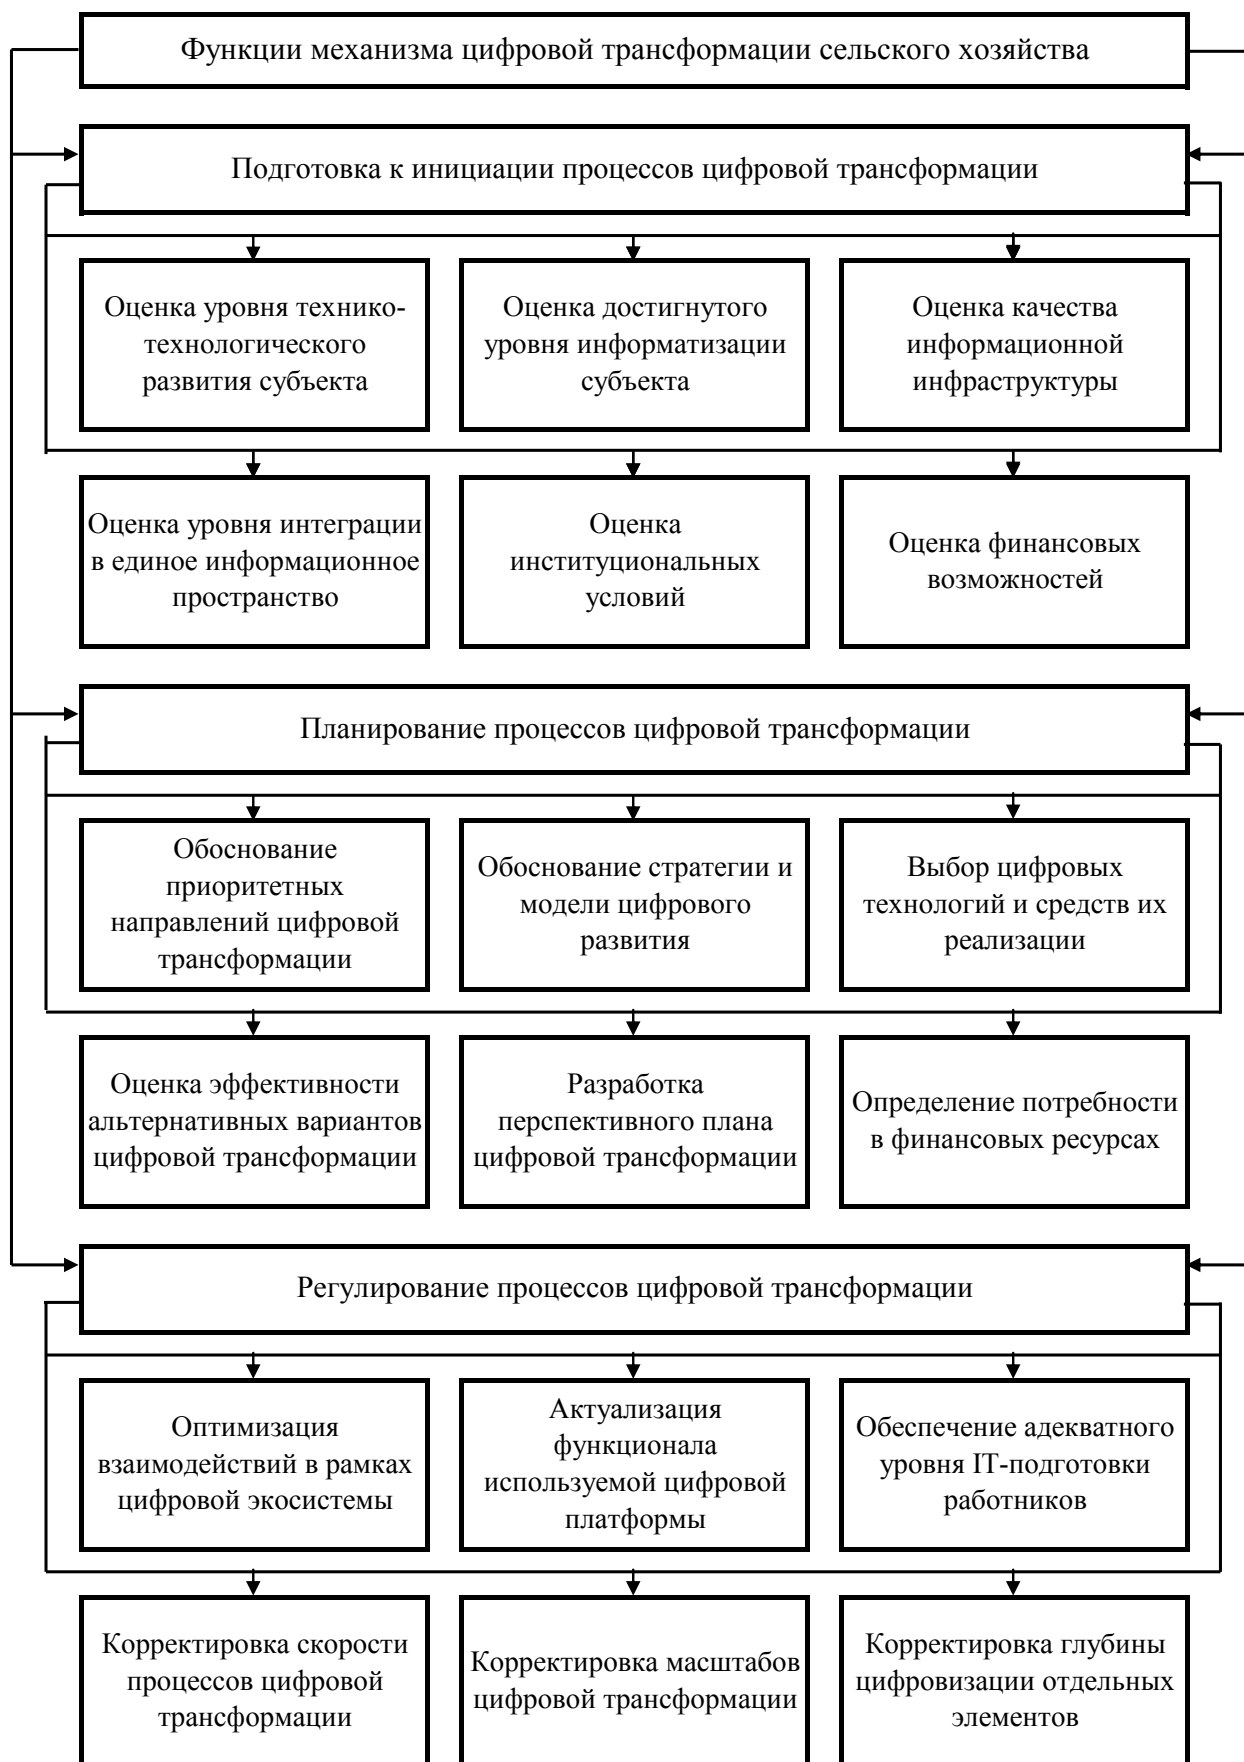 Функции механизма цифровой трансформации сельского хозяйства
Подготовка к инициации процессов цифровой трансформации
Оценка уровня технико-
технологического
развития субъекта
Оценка достигнутого
уровня информатизации
субъекта
Оценка качества
информационной
инфраструктуры
Оценка уровня интеграции
в единое информационное
пространство
Оценка
институциональных
условий
Оценка финансовых
возможностей
Планирование процессов цифровой трансформации
Обоснование
приоритетных
направлений цифровой
трансформации
Обоснование стратегии и
модели цифрового
развития
Выбор цифровых
технологий и средств их
реализации
Оценка эффективности
альтернативных вариантов
цифровой трансформации
Разработка
перспективного плана
цифровой трансформации
Определение потребности
в финансовых ресурсах
Регулирование процессов цифровой трансформации
Оптимизация
взаимодействий в рамках
цифровой экосистемы
Актуализация
функционала
используемой цифровой
платформы
Обеспечение адекватного
уровня IT-подготовки
работников
Корректировка скорости
процессов цифровой
трансформации
Корректировка масштабов
цифровой трансформации
Корректировка глубины
цифровизации отдельных
элементов